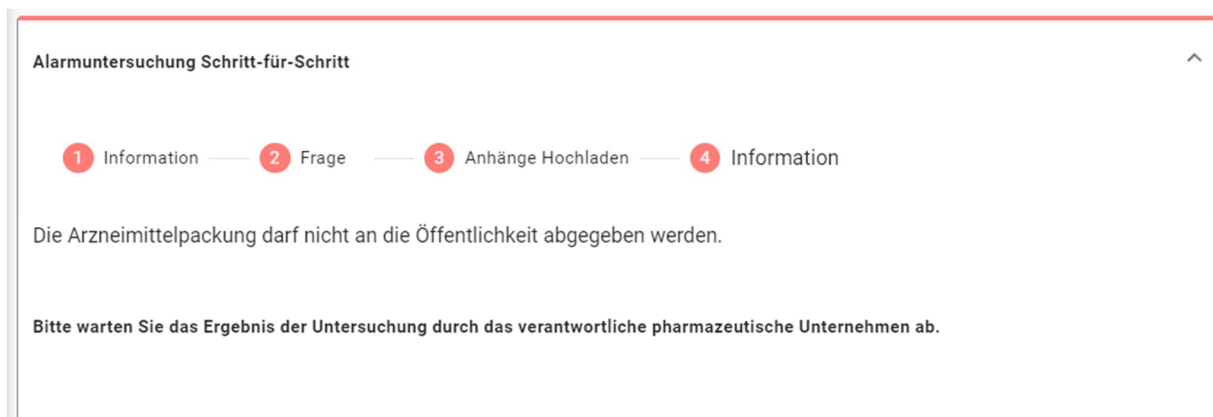 Alarmuntersuchung Schritt-für-Schritt
1 Information 2 Frage 3 Anhänge Hochladen 4 Information
Die Arzneimittelpackung darf nicht an die Öffentlichkeit abgegeben werden.
Bitte warten Sie das Ergebnis der Untersuchung durch das verantwortliche pharmazeutische Unternehmen ab.